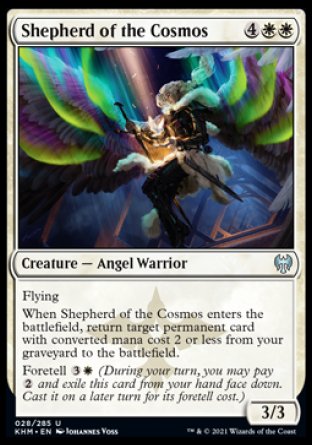 Shepherd of the Cosmos 4
Creature — Angel Warrior
Flying
When Shepherd of the Cosmos enters the
battlefield, return target permanent card
with converted mana cost 2 or less from your
graveyard to the battlefield.
Foretell 3 (During your turn, you may pay
2 and exile this card from your hand face down.
Cast it on a later turn for its foretell cost.)
3/3
028/285 U
KHM • EN Johannes Voss
™ & © 2021 Wizards of the Coast